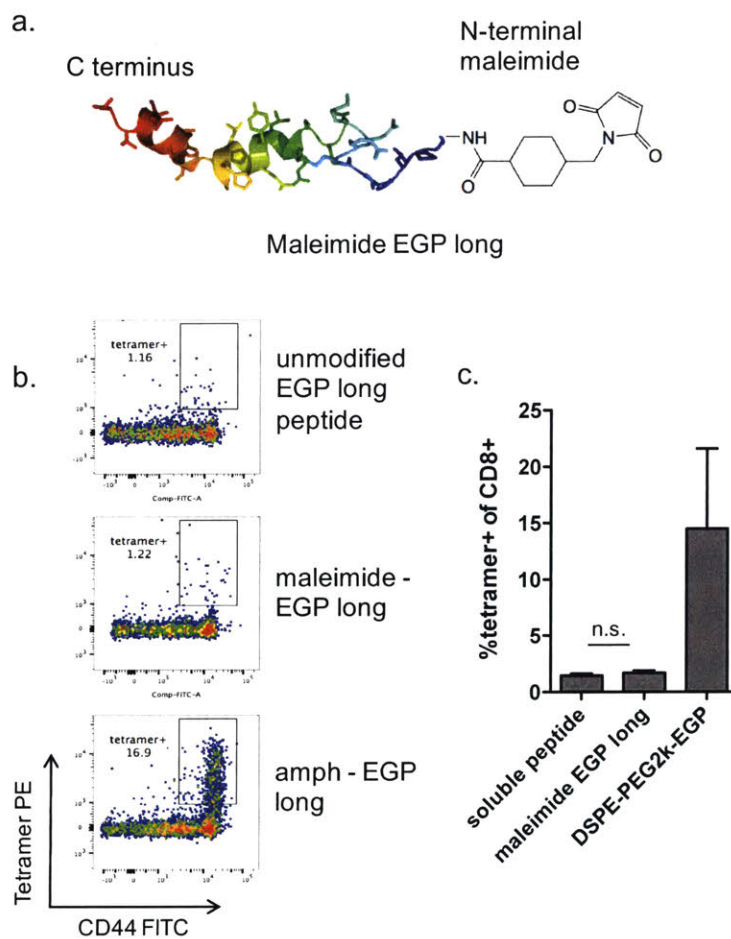 a.
C terminus
N-terminal
maleimide
NH
O
N
O
O
Maleimide EGP long
b.
tetramer+
1.16
Comp-FITC-A
unmodified
EGP long
peptide
tetramer+
1.22
Comp-FITC-A
maleimide -
EGP long
tetramer+
16.9
amph - EGP
long
Tetramer PE
CD44 FITC
c.
%tetramer+ of CD8+
25
20
15
10
5
0
n.s.
soluble peptide
maleimide EGP long
DSPE-PEG2k-EGP